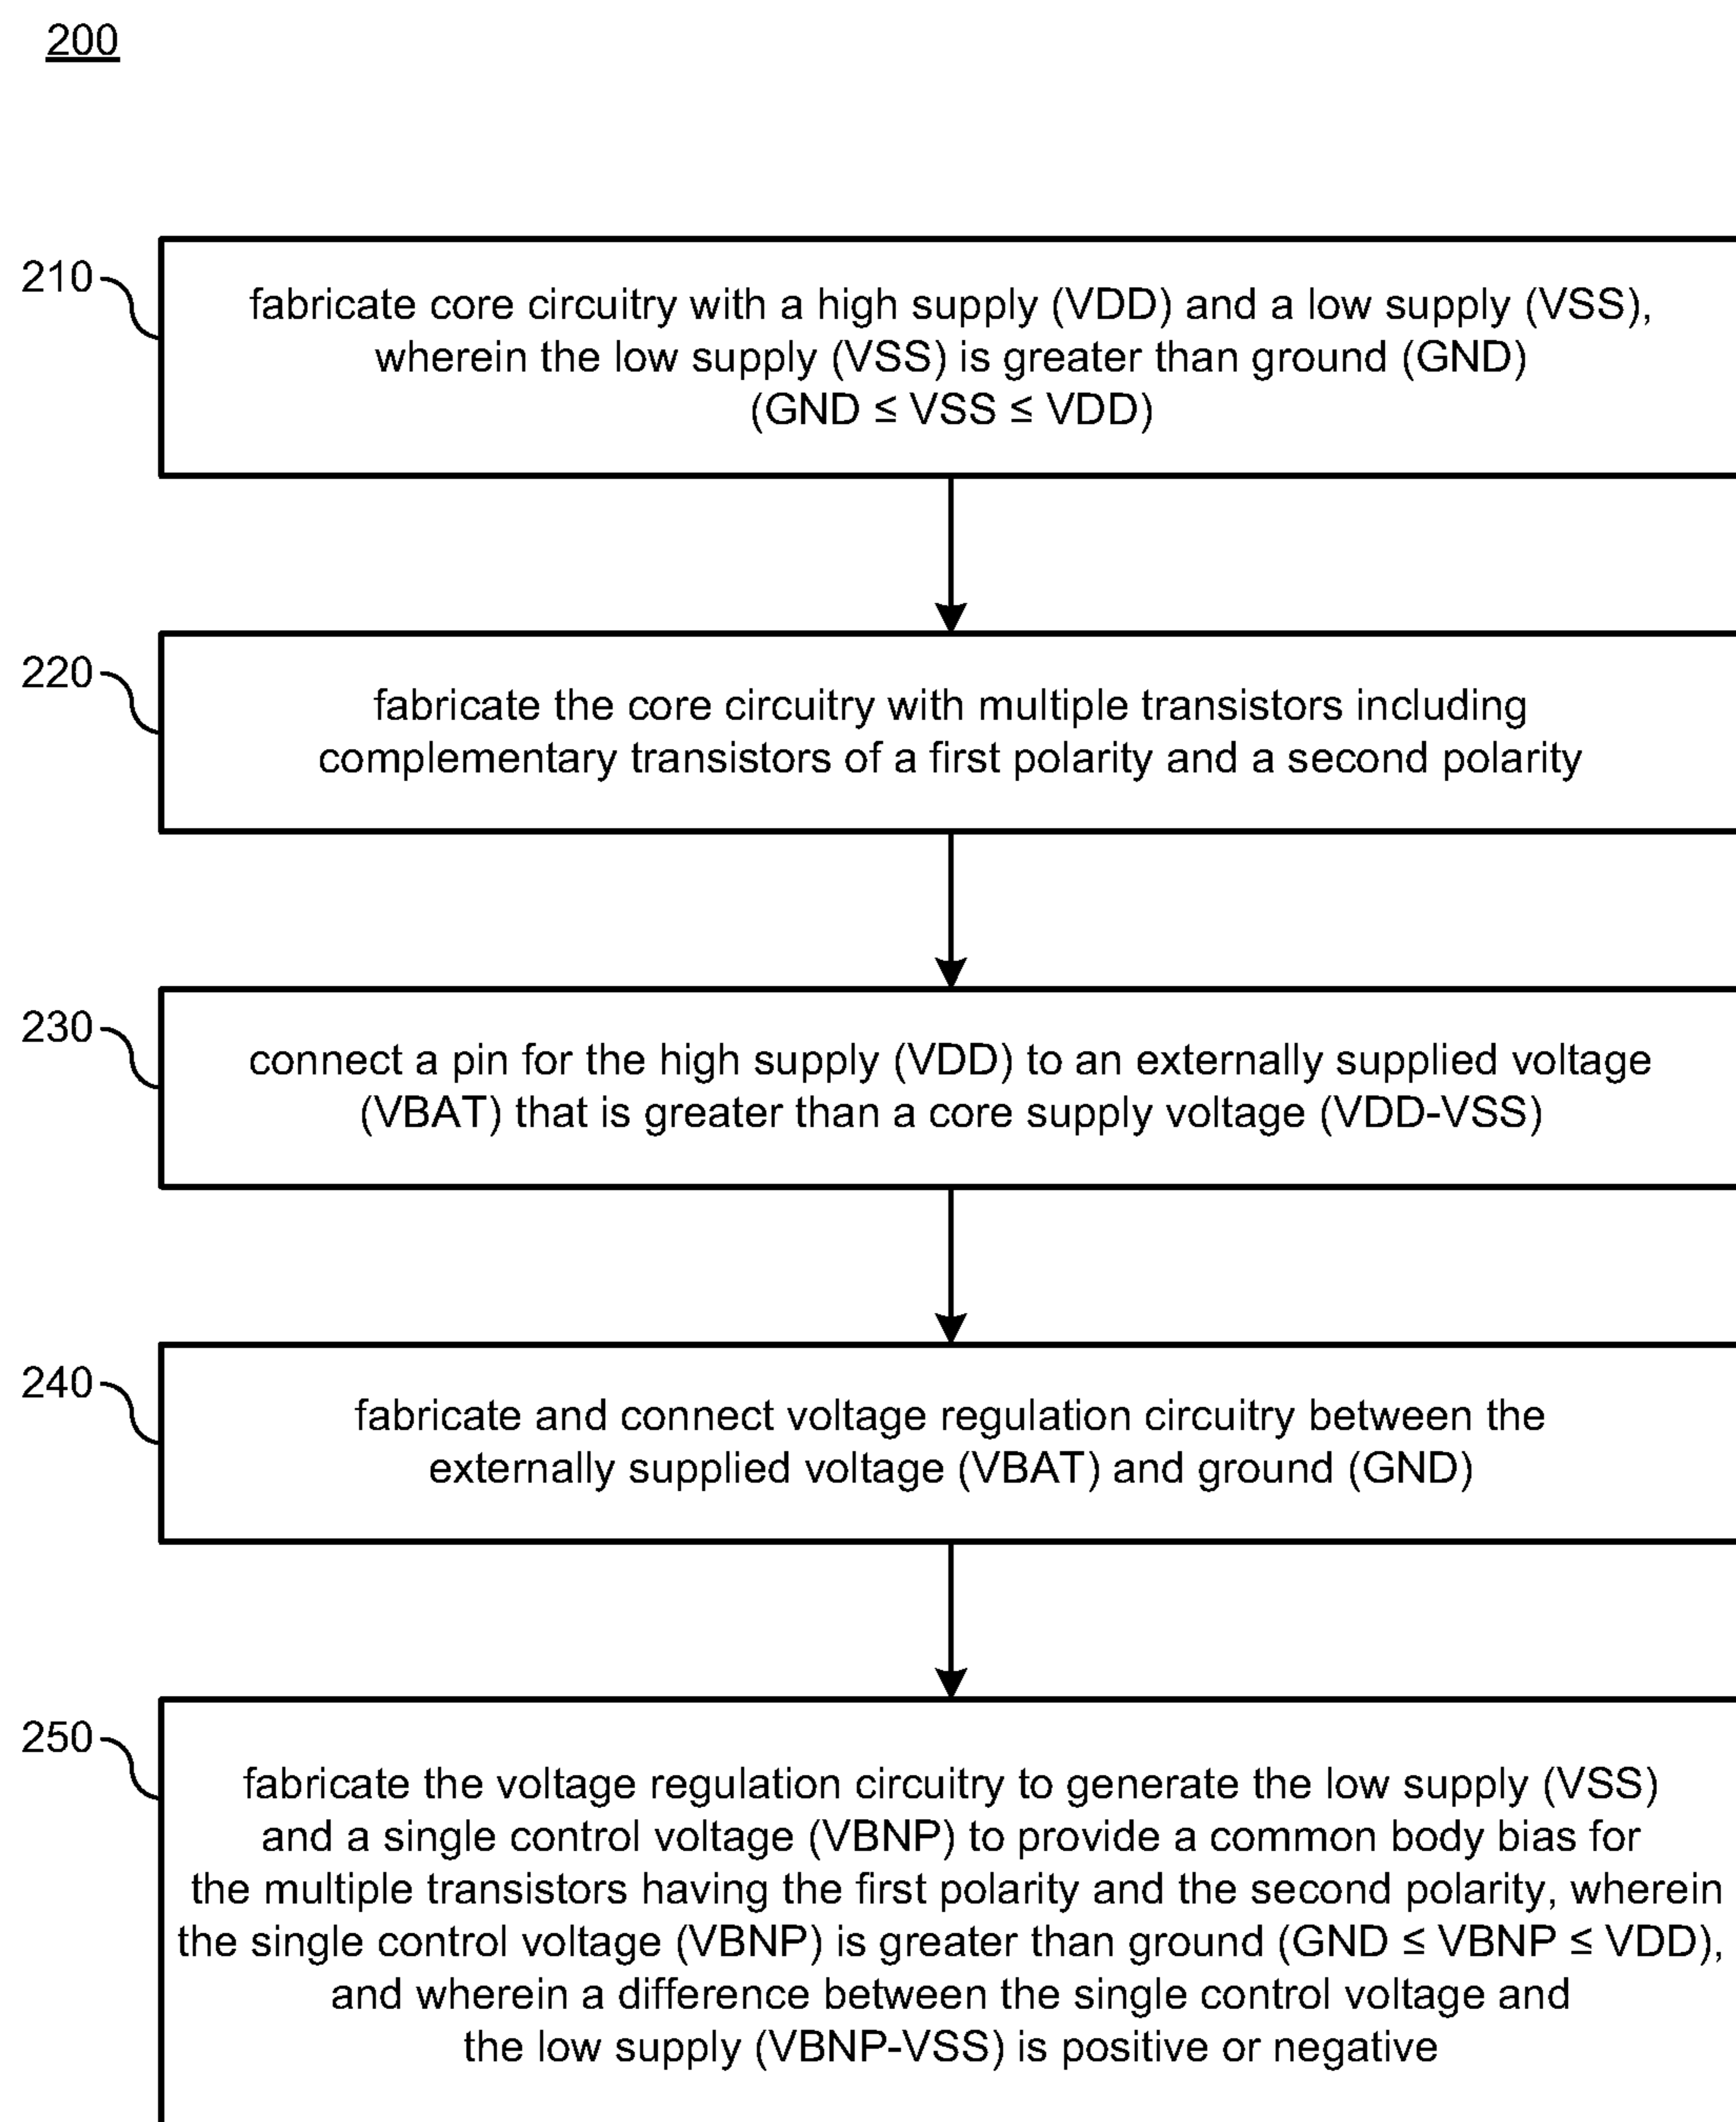 200
210
fabricate core circuitry with a high supply (VDD) and a low supply (VSS),
wherein the low supply (VSS) is greater than ground (GND)
(GND ≤ VSS ≤ VDD)
220
fabricate the core circuitry with multiple transistors including
complementary transistors of a first polarity and a second polarity
230
connect a pin for the high supply (VDD) to an externally supplied voltage
(VBAT) that is greater than a core supply voltage (VDD-VSS)
240
fabricate and connect voltage regulation circuitry between the
externally supplied voltage (VBAT) and ground (GND)
250
fabricate the voltage regulation circuitry to generate the low supply (VSS)
and a single control voltage (VBNP) to provide a common body bias for
the multiple transistors having the first polarity and the second polarity, wherein
the single control voltage (VBNP) is greater than ground (GND ≤ VBNP ≤ VDD),
and wherein a difference between the single control voltage and
the low supply (VBNP-VSS) is positive or negative